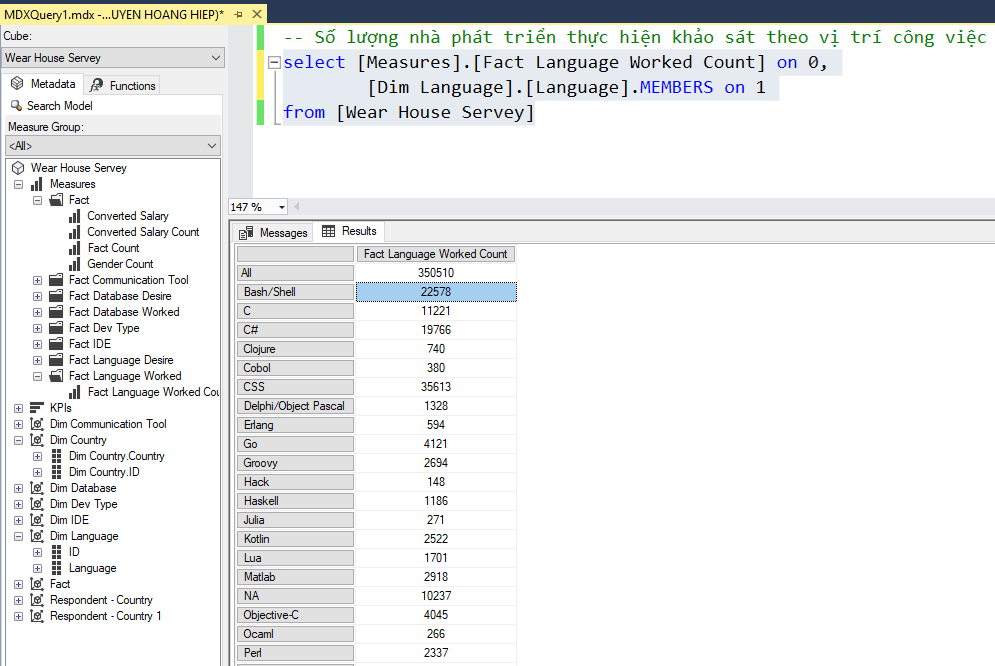 MDXQuery1.mdx -...UYEN HOANG HIEP)*
Cube:
Wear House Servey
Metadata
Functions
Search Model
Measure Group:
<All>
Wear House Servey
Measures
Fact
Converted Salary
Converted Salary Count
Fact Count
Gender Count
Fact Communication Tool
Fact Database Desire
Fact Database Worked
Fact Dev Type
Fact IDE
Fact Language Desire
Fact Language Worked
Fact Language Worked Cou
KPIs
Dim Communication Tool
Dim Country
Dim Country.Country
Dim Country.ID
Dim Database
Dim Dev Type
Dim IDE
Dim Language
ID
Language
Fact
Respondent - Country
Respondent - Country 1
-- Số lượng nhà phát triển thực hiện khảo sát theo vị trí công việc
select [Measures].[Fact Language Worked Count] on 0,
[Dim Language].[Language].MEMBERS on 1
from [Wear House Servey]
147 %
Messages
Results
Fact Language Worked Count
All 350510
Bash/Shell 22578
C 11221
C# 19766
Clojure 740
Cobol 380
CSS 35613
Delphi/Object Pascal 1328
Erlang 594
Go 4121
Groovy 2694
Hack 148
Haskell 1186
Julia 271
Kotlin 2522
Lua 1701
Matlab 2918
NA 10237
Objective-C 4045
Ocaml 266
Perl 2337